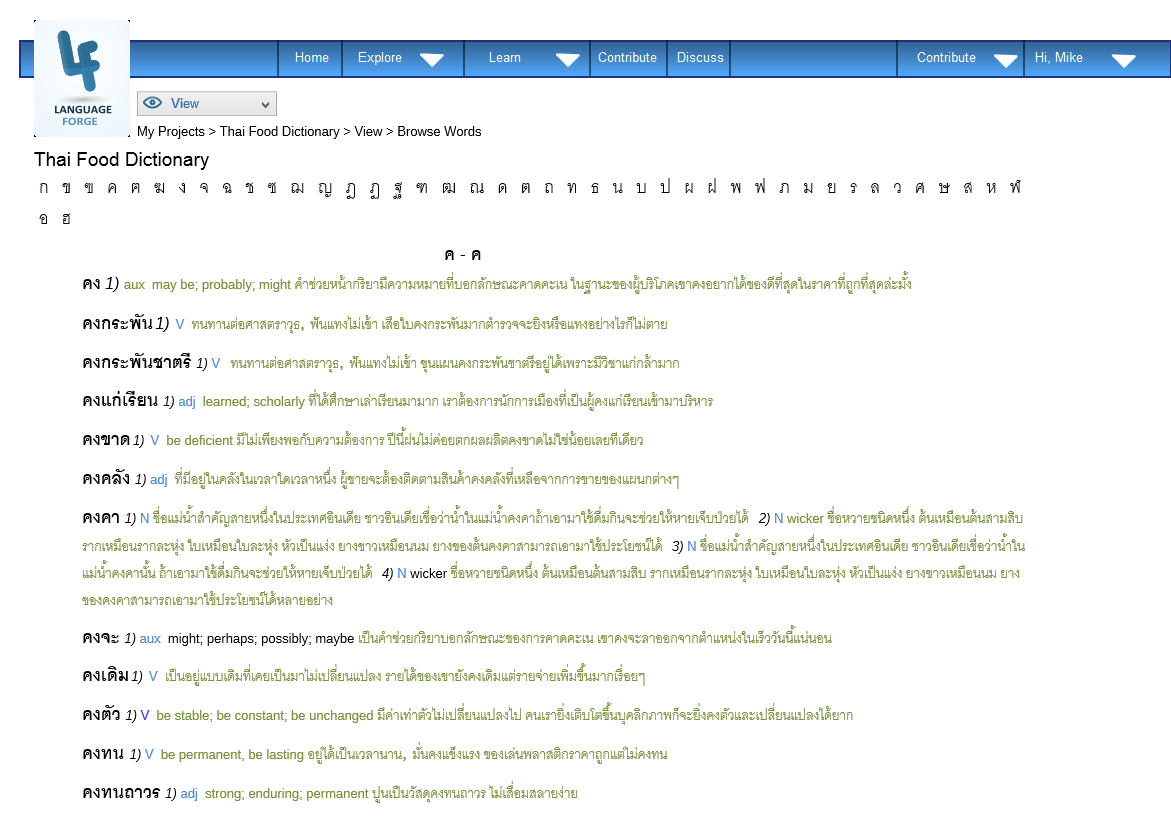 Home Explore Learn Contribute Discuss Contribute Hi, Mike
LANGUAGE
FORGE
View
My Projects > Thai Food Dictionary > View > Browse Words
Thai Food Dictionary
ก ข ฃ ค ฅ ฆ ง จ ฉ ช ซ ฌ ญ ฎ ฏ ฐ ฑ ฒ ณ ด ต ถ ท ธ น บ ป ผ ฝ พ ฟ ภ ม ย ร ล ว ศ ษ ส ห ฬ
อ ฮ
ค - ค
คง 1) aux may be; probably; might คำช่วยหน้ากริยามีความหมายที่บอกลักษณะคาดคะเน ในฐานะของผู้บริโภคเขาคงอยากได้ของดีที่สุดในราคาที่ถูกที่สุดล่ะมั้ง
คงกระพัน 1) V ทนทานต่อศาสตราวุธ, ฟันแทงไม่เข้า เสือใบคงกระพันมากตำรวจจะยิงหรือแทงอย่างไรก็ไม่ตาย
คงกระพันชาตรี 1) V ทนทานต่อศาสตราวุธ, ฟันแทงไม่เข้า ขุนแผนคงกระพันชาตรีอยู่ได้เพราะมีวิชาแก่กล้ามาก
คงแก่เรียน 1) adj learned; scholarly ที่ได้ศึกษาเล่าเรียนมามาก เราต้องการนักการเมืองที่เป็นผู้คงแก่เรียนเข้ามาบริหาร
คงขาด 1) V be deficient มีไม่เพียงพอกับความต้องการ ปีนี้ฝนไม่ค่อยตกผลผลิตคงขาดไม่ใช่น้อยเลยทีเดียว
คงคลัง 1) adj ที่มีอยู่ในคลังในเวลาใดเวลาหนึ่ง ผู้ขายจะต้องติดตามสินค้าคงคลังที่เหลือจากการขายของแผนกต่างๆ
คงคา 1) N ชื่อแม่น้ำสำคัญสายหนึ่งในประเทศอินเดีย ชาวอินเดียเชื่อว่าน้ำในแม่น้ำคงคาถ้าเอามาใช้ดื่มกินจะช่วยให้หายเจ็บป่วยได้ 2) N wicker ชื่อหวายชนิดหนึ่ง ต้นเหมือนต้นสามสิบ
รากเหมือนรากละหุ่ง ใบเหมือนใบละหุ่ง หัวเป็นแง่ง ยางขาวเหมือนนม ยางของต้นคงคาสามารถเอามาใช้ประโยชน์ได้ 3) N ชื่อแม่น้ำสำคัญสายหนึ่งในประเทศอินเดีย ชาวอินเดียเชื่อว่าน้ำใน
แม่น้ำคงคานั้น ถ้าเอามาใช้ดื่มกินจะช่วยให้หายเจ็บป่วยได้ 4) N wicker ชื่อหวายชนิดหนึ่ง ต้นเหมือนต้นสามสิบ รากเหมือนรากละหุ่ง ใบเหมือนใบละหุ่ง หัวเป็นแง่ง ยางขาวเหมือนนม ยาง
ของคงคาสามารถเอามาใช้ประโยชน์ได้หลายอย่าง
คงจะ 1) aux might; perhaps; possibly; maybe เป็นคำช่วยกริยาบอกลักษณะของการคาดคะเน เขาคงจะลาออกจากตำแหน่งในเร็ววันนี้แน่นอน
คงเดิม 1) V เป็นอยู่แบบเดิมที่เคยเป็นมาไม่เปลี่ยนแปลง รายได้ของเขายังคงเดิมแต่รายจ่ายเพิ่มขึ้นมากเรื่อยๆ
คงตัว 1) V be stable; be constant; be unchanged มีค่าเท่าตัวไม่เปลี่ยนแปลงไป คนเรายิ่งเติบโตขึ้นบุคลิกภาพก็จะยิ่งคงตัวและเปลี่ยนแปลงได้ยาก
คงทน 1) V be permanent, be lasting อยู่ได้เป็นเวลานาน, มั่นคงแข็งแรง ของเล่นพลาสติกราคาถูกแต่ไม่คงทน
คงทนถาวร 1) adj strong; enduring; permanent ปูนเป็นวัสดุคงทนถาวร ไม่เสื่อมสลายง่าย